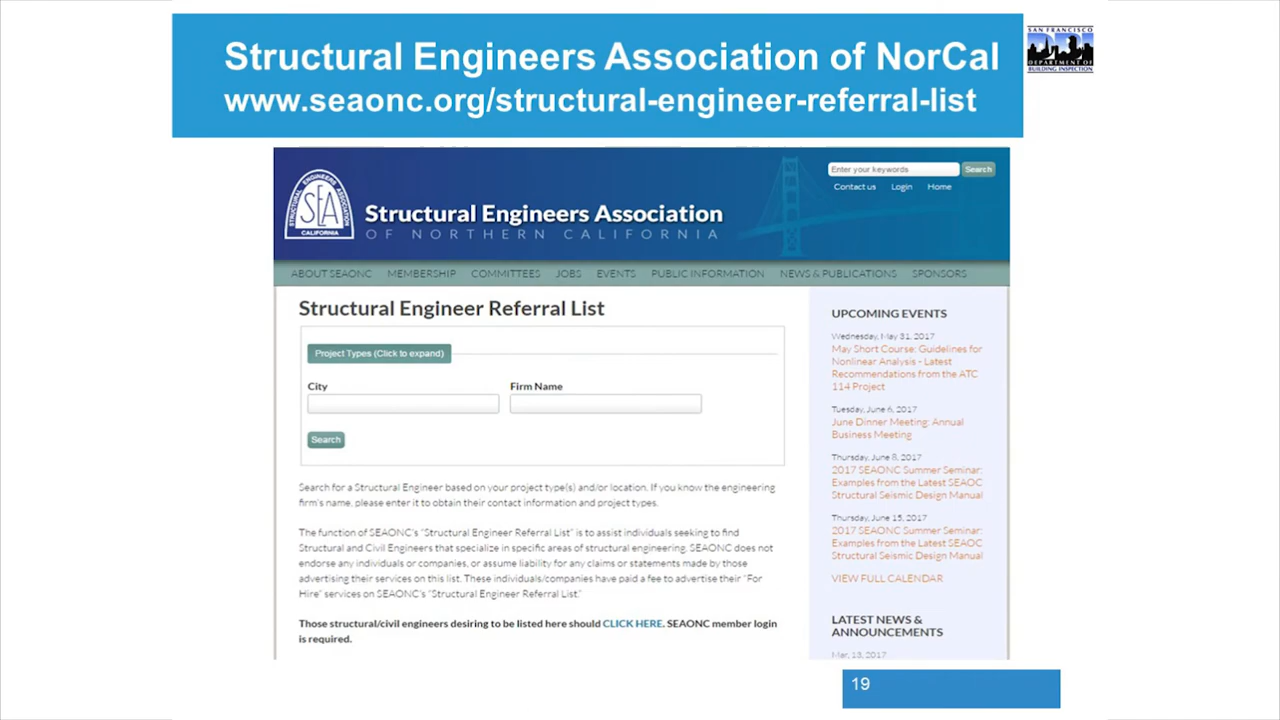 Structural Engineers Association of NorCal
www.seaonc.org/structural-engineer-referral-list
SAN FRANCISCO
DEPARTMENT OF
BUILDING INSPECTION
STRUCTURAL ENGINEERS ASSOCIATION
SEA
CALIFORNIA
Structural Engineers Association
OF NORTHERN CALIFORNIA
Enter your keywords
Search
Contact us
Login
Home
ABOUT SEAONC
MEMBERSHIP
COMMITTEES
JOBS
EVENTS
PUBLIC INFORMATION
NEWS & PUBLICATIONS
SPONSORS
Structural Engineer Referral List
Project Types (Click to expand)
City
Firm Name
Search
Search for a Structural Engineer based on your project type(s) and/or location. If you know the engineering
firm's name, please enter it to obtain their contact information and project types.
The function of SEAONC's "Structural Engineer Referral List" is to assist individuals seeking to find
Structural and Civil Engineers that specialize in specific areas of structural engineering. SEAONC does not
endorse any individuals or companies, or assume liability for any claims or statements made by those
advertising their services on this list. These individuals/companies have paid a fee to advertise their "For
Hire" services on SEAONC's "Structural Engineer Referral List."
Those structural/civil engineers desiring to be listed here should CLICK HERE. SEAONC member login
is required.
UPCOMING EVENTS
Wednesday, May 31, 2017
May Short Course: Guidelines for
Nonlinear Analysis - Latest
Recommendations from the ATC
114 Project
Tuesday, June 6, 2017
June Dinner Meeting: Annual
Business Meeting
Thursday, June 8, 2017
2017 SEAONC Summer Seminar:
Examples from the Latest SEAOC
Structural Seismic Design Manual
Thursday, June 15, 2017
2017 SEAONC Summer Seminar:
Examples from the Latest SEAOC
Structural Seismic Design Manual
VIEW FULL CALENDAR
LATEST NEWS &
ANNOUNCEMENTS
Mar, 13, 2017
19